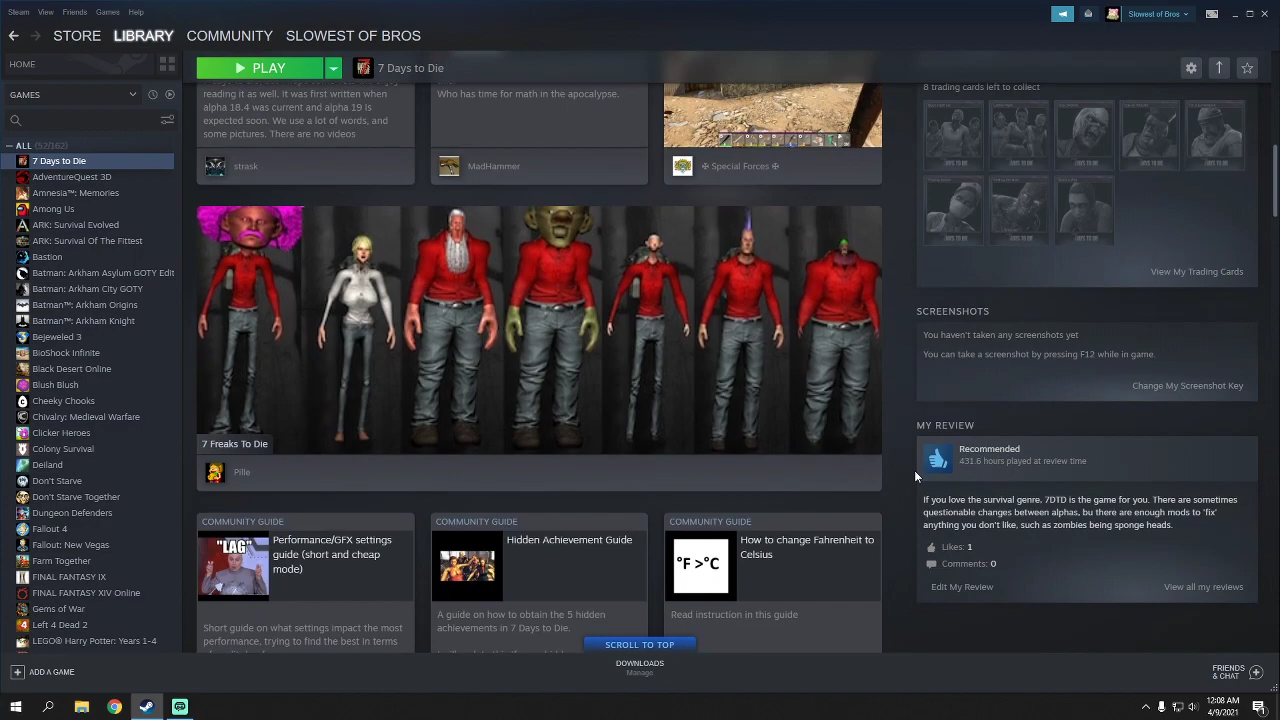 Steam View Friends Games Help
Slowest of Bros
STORE LIBRARY COMMUNITY SLOWEST OF BROS
HOME
GAMES
ALL (52/162)
7 Days to Die
AdventureQuest 3D
Amnesia™: Memories
Among Us
ARK: Survival Evolved
ARK: Survival Of The Fittest
Bastion
Batman: Arkham Asylum GOTY Edit
Batman: Arkham City GOTY
Batman™: Arkham Origins
Batman™: Arkham Knight
Bejeweled 3
BioShock Infinite
Black Desert Online
Blush Blush
Cheeky Chooks
Chivalry: Medieval Warfare
Clicker Heroes
Colony Survival
Deiland
Don't Starve
Don't Starve Together
Dungeon Defenders
Fallout 4
Fallout: New Vegas
Farm Together
FINAL FANTASY IX
FINAL FANTASY XIV Online
Gems of War
Left 4 Dead 2
LEGO® Harry Potter: Years 1-4
ADD A GAME
PLAY
7 Days to Die
reading it as well. It was first written when
alpha 18.4 was current and alpha 19 is
expected soon. We use a lot of words, and
some pictures. There are no videos
strask
Who has time for math in the apocalypse.
MadHammer
✠ Special Forces ✠
7 Freaks To Die
Pille
COMMUNITY GUIDE
"LAG"
Performance/GFX settings
guide (short and cheap
mode)
Short guide on what settings impact the most
performance, trying to find the best in terms
COMMUNITY GUIDE
Hidden Achievement Guide
A guide on how to obtain the 5 hidden
achievements in 7 Days to Die.
COMMUNITY GUIDE
°F >°C
How to change Fahrenheit to
Celsius
Read instruction in this guide
SCROLL TO TOP
8 trading cards left to collect
View My Trading Cards
SCREENSHOTS
You haven't taken any screenshots yet
You can take a screenshot by pressing F12 while in game.
Change My Screenshot Key
MY REVIEW
Recommended
431.6 hours played at review time
If you love the survival genre, 7DTD is the game for you. There are sometimes
questionable changes between alphas, bu there are enough mods to 'fix'
anything you don't like, such as zombies being sponge heads.
Likes: 1
Comments: 0
Edit My Review
View all my reviews
DOWNLOADS
Manage
FRIENDS
& CHAT
12:08 AM
4/9/2021